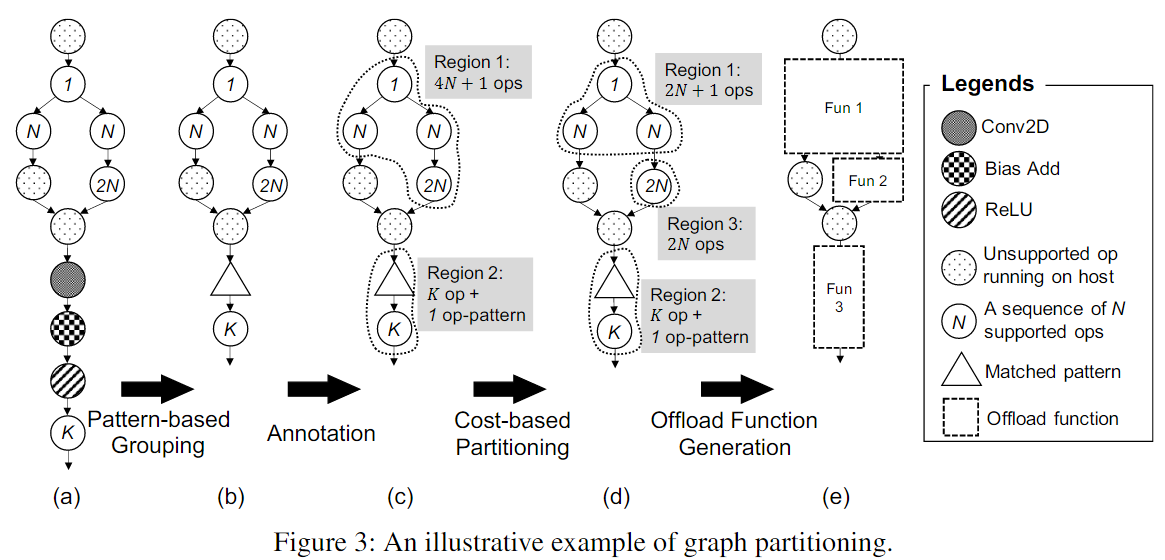 1
N
N
2N
K
Pattern-based
Grouping
(a)
1
N
N
2N
K
Annotation
(b)
Region 1:
4N + 1 ops
1
N
N
2N
Region 2:
K op +
1 op-pattern
K
Cost-based
Partitioning
(c)
Region 1:
2N + 1 ops
1
N
N
2N
Region 3:
2N ops
Region 2:
K op +
1 op-pattern
K
Offload Function
Generation
(d)
Fun 1
Fun 2
Fun
3
(e)
Legends
Conv2D
Bias Add
ReLU
Unsupported op
running on host
N
A sequence of N
supported ops
Matched pattern
Offload function
Figure 3: An illustrative example of graph partitioning.